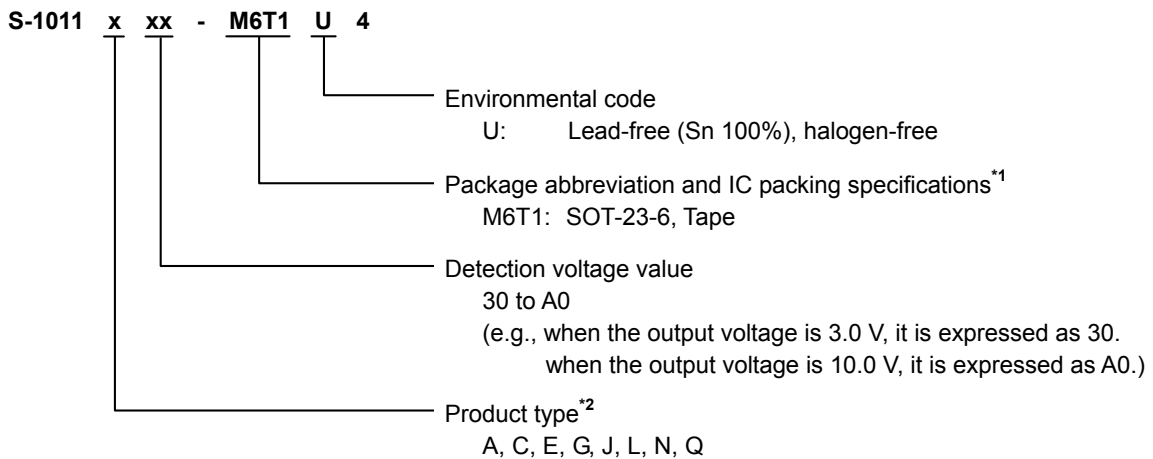 S-1011 x xx - M6T1 U 4
Environmental code
U: Lead-free (Sn 100%), halogen-free
Package abbreviation and IC packing specifications*1
M6T1: SOT-23-6, Tape
Detection voltage value
30 to A0
(e.g., when the output voltage is 3.0 V, it is expressed as 30.
when the output voltage is 10.0 V, it is expressed as A0.)
Product type*2
A, C, E, G, J, L, N, Q